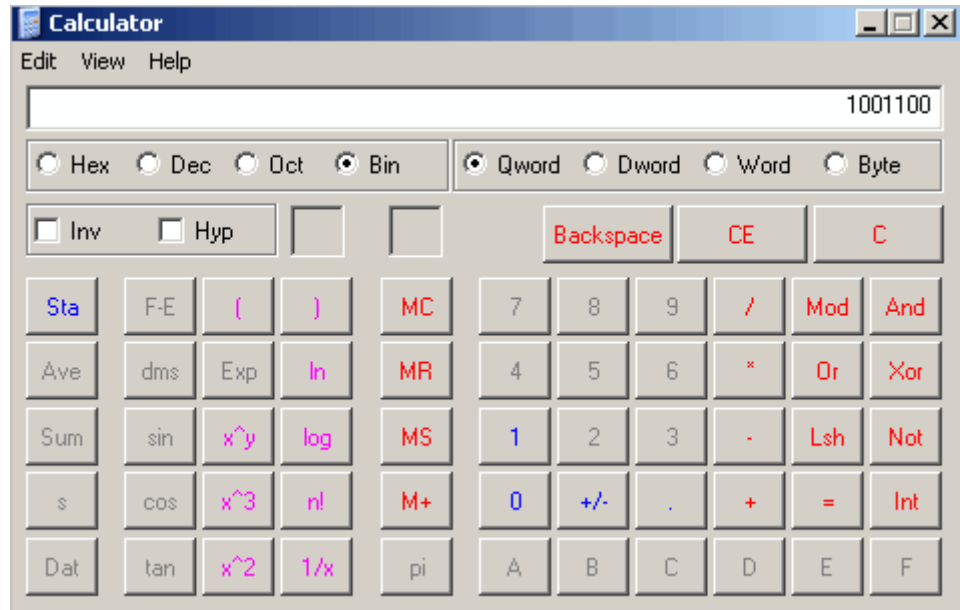 Calculator
Edit View Help
1001100
Hex Dec Oct Bin Qword Dword Word Byte
Inv Hyp Backspace CE C
Sta F-E ( ) MC 7 8 9 / Mod And
Ave dms Exp ln MR 4 5 6 * Or Xor
Sum sin x^y log MS 1 2 3 - Lsh Not
s cos x^3 n! M+ 0 +/- . + = Int
Dat tan x^2 1/x pi A B C D E F